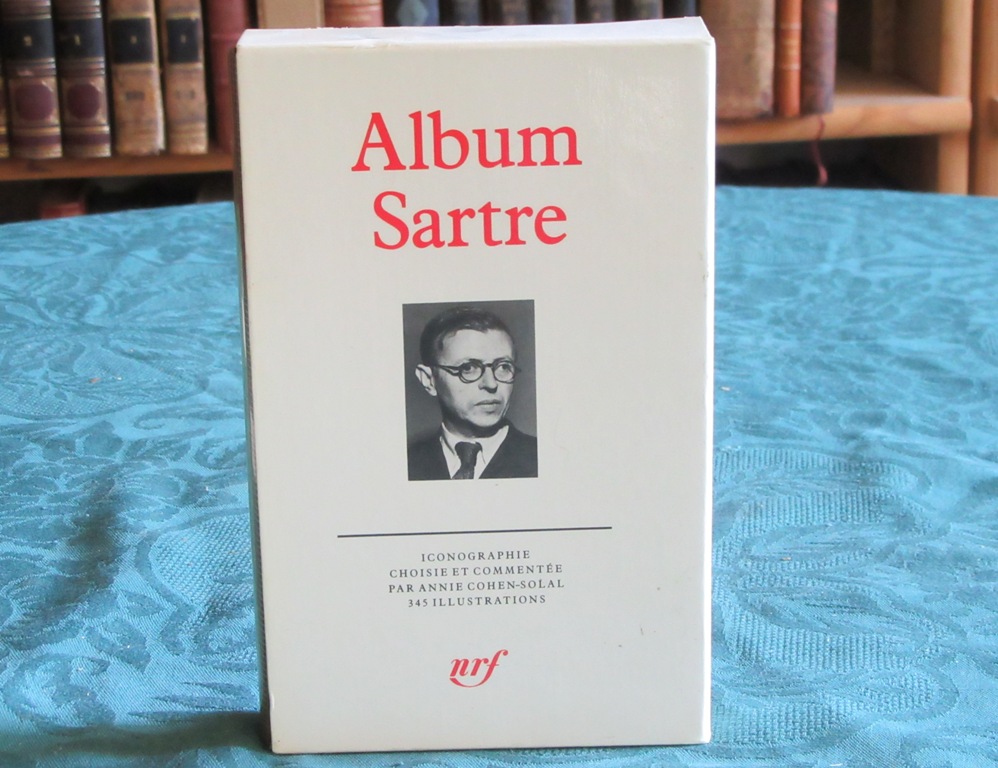 Album
Sartre
ICONOGRAPHIE
CHOISIE ET COMMENTÉE
PAR ANNIE COHEN-SOLAL
345 ILLUSTRATIONS
nrf